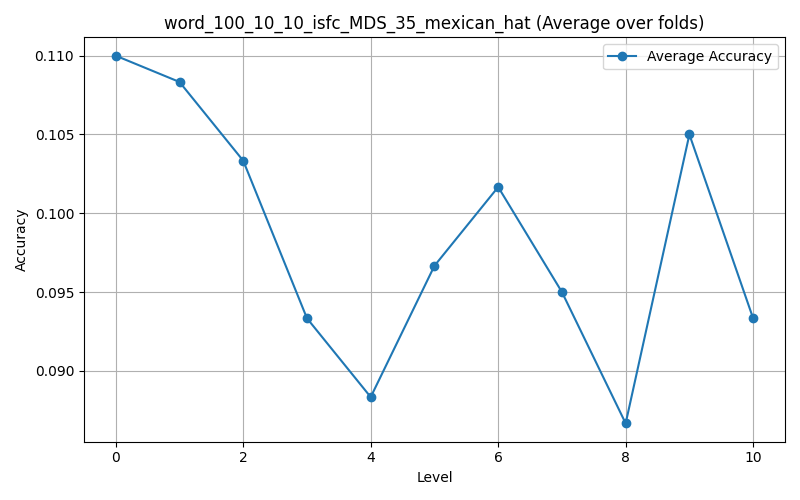 word_100_10_10_isfc_MDS_35_mexican_hat (Average over folds)
Average Accuracy
0.110
0.105
0.100
0.095
0.090
Accuracy
0 2 4 6 8 10
Level